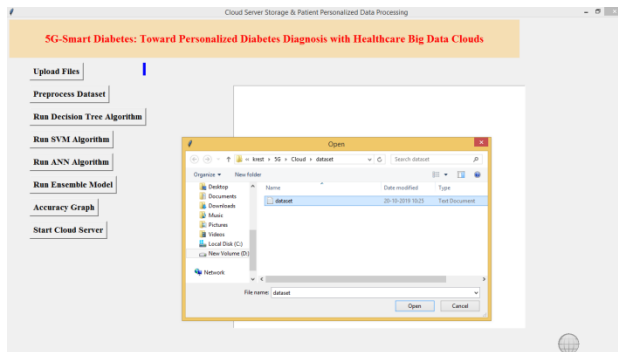 Cloud Server Storage & Patient Personalized Data Processing
5G-Smart Diabetes: Toward Personalized Diabetes Diagnosis with Healthcare Big Data Clouds
Upload Files
Preprocess Dataset
Run Decision Tree Algorithm
Run SVM Algorithm
Run ANN Algorithm
Run Ensemble Model
Accuracy Graph
Start Cloud Server
Open
« krest › 5G › Cloud › dataset
Search dataset
Organize
New folder
Desktop
Documents
Downloads
Music
Pictures
Videos
Local Disk (C:)
New Volume (D:)
Network
Name Date modified Type
dataset 20-10-2019 10:25 Text Document
File name: dataset
Open Cancel